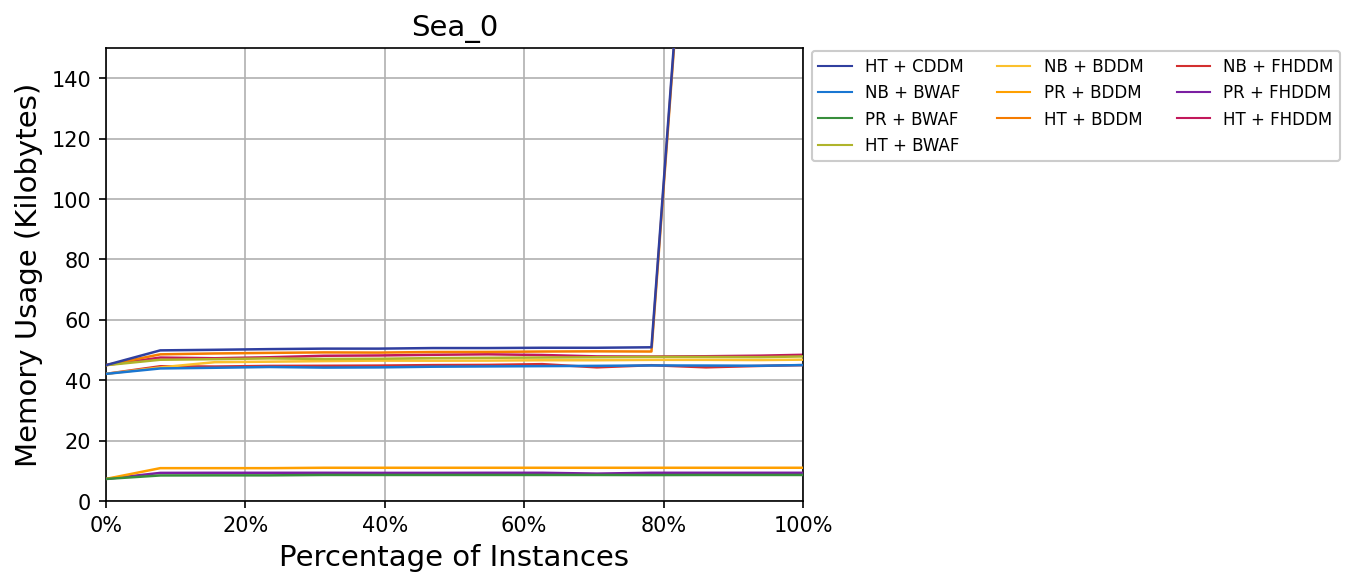 Sea_0
Memory Usage (Kilobytes)
140
120
100
80
60
40
20
0
0% 20% 40% 60% 80% 100%
Percentage of Instances
HT + CDDM NB + BDDM NB + FHDDM
NB + BWAF PR + BDDM PR + FHDDM
PR + BWAF HT + BDDM HT + FHDDM
HT + BWAF